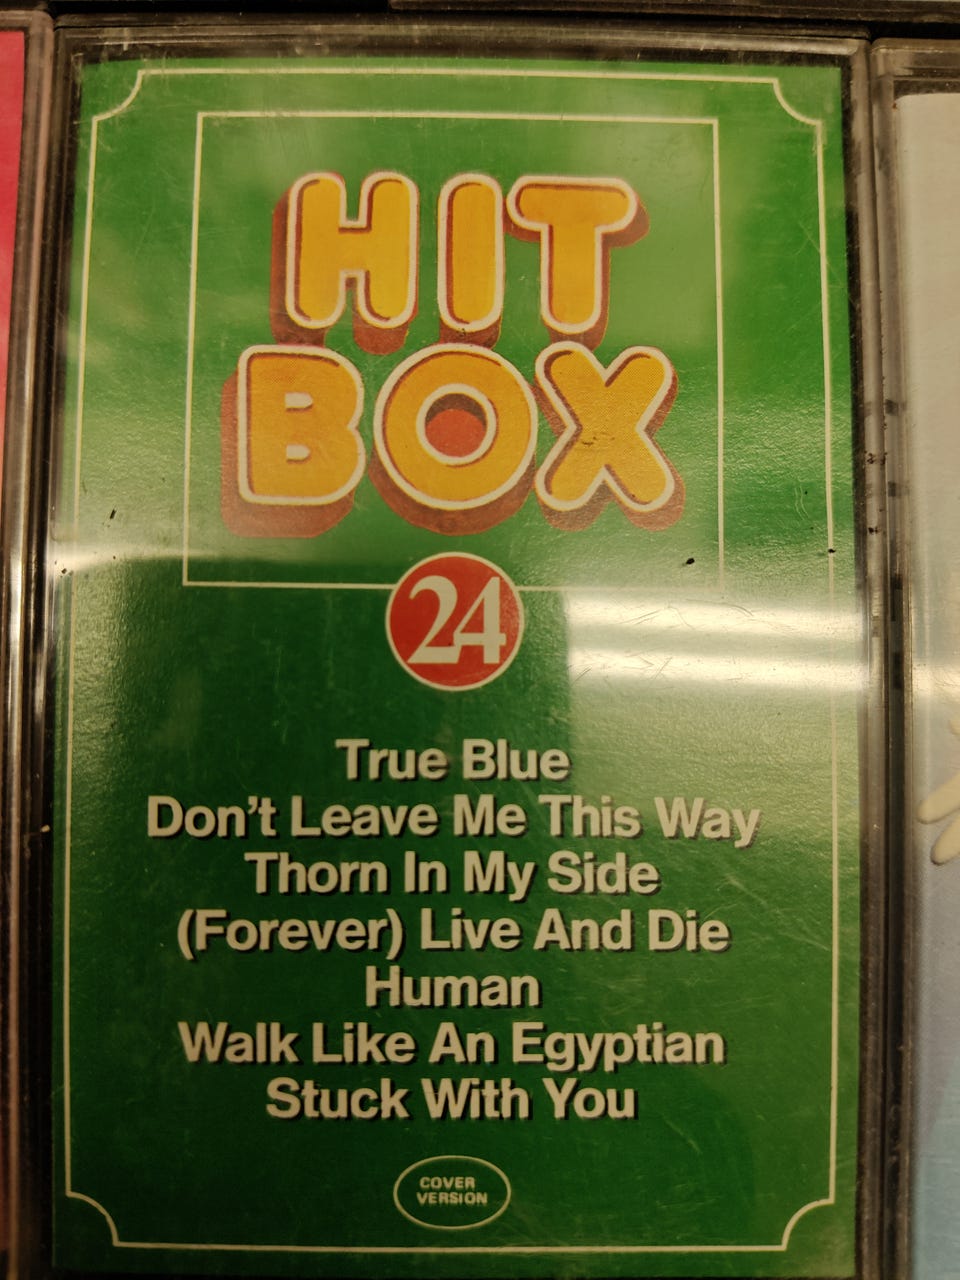 HIT
BOX
24
True Blue
Don't Leave Me This Way
Thorn In My Side
(Forever) Live And Die
Human
Walk Like An Egyptian
Stuck With You
COVER
VERSION